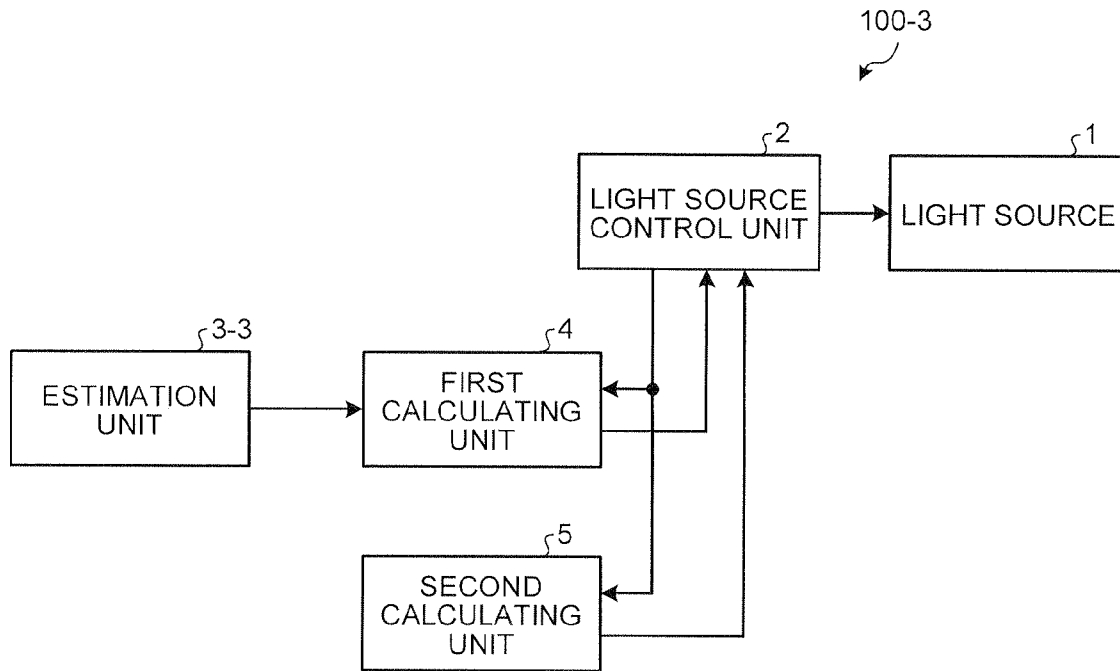 100-3
2
LIGHT SOURCE
CONTROL UNIT
1
LIGHT SOURCE
3-3
ESTIMATION
UNIT
4
FIRST
CALCULATING
UNIT
5
SECOND
CALCULATING
UNIT